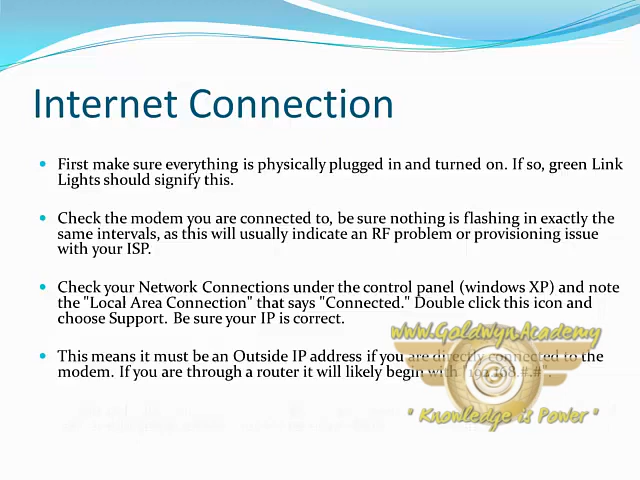 Internet Connection
First make sure everything is physically plugged in and turned on. If so, green Link
Lights should signify this.
Check the modem you are connected to, be sure nothing is flashing in exactly the
same intervals, as this will usually indicate an RF problem or provisioning issue
with your ISP.
Check your Network Connections under the control panel (windows XP) and note
the "Local Area Connection" that says "Connected." Double click this icon and
choose Support. Be sure your IP is correct.
This means it must be an Outside IP address if you are directly connected to the
modem. If you are through a router it will likely begin with "192.168.#.#".
www.GoldwynAcademy
" Knowledge is Power "